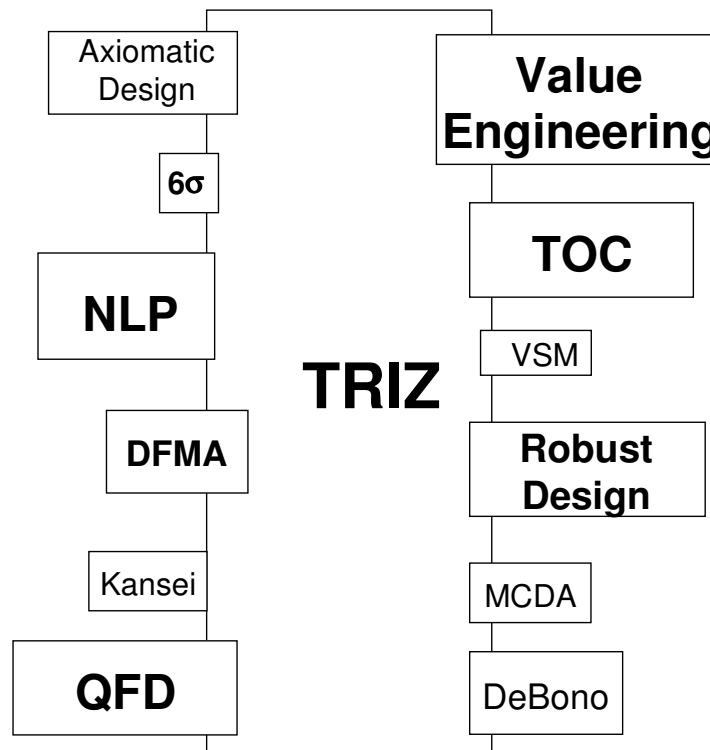 Axiomatic
Design
6σ
NLP
DFMA
Kansei
QFD
TRIZ
Value
Engineering
TOC
VSM
Robust
Design
MCDA
DeBono